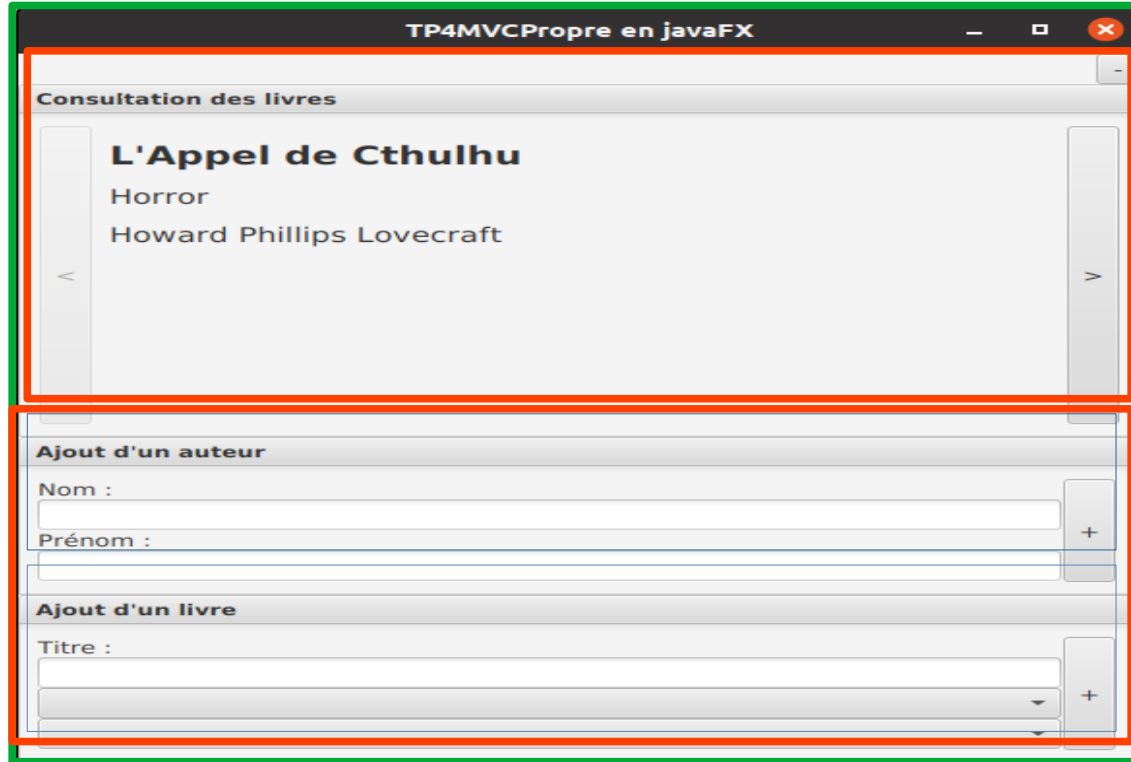 TP4MVCPropre en javaFX
-
Consultation des livres
L'Appel de Cthulhu
Horror
Howard Phillips Lovecraft
< >
Ajout d'un auteur
Nom :
+
Prénom :
Ajout d'un livre
Titre :
+